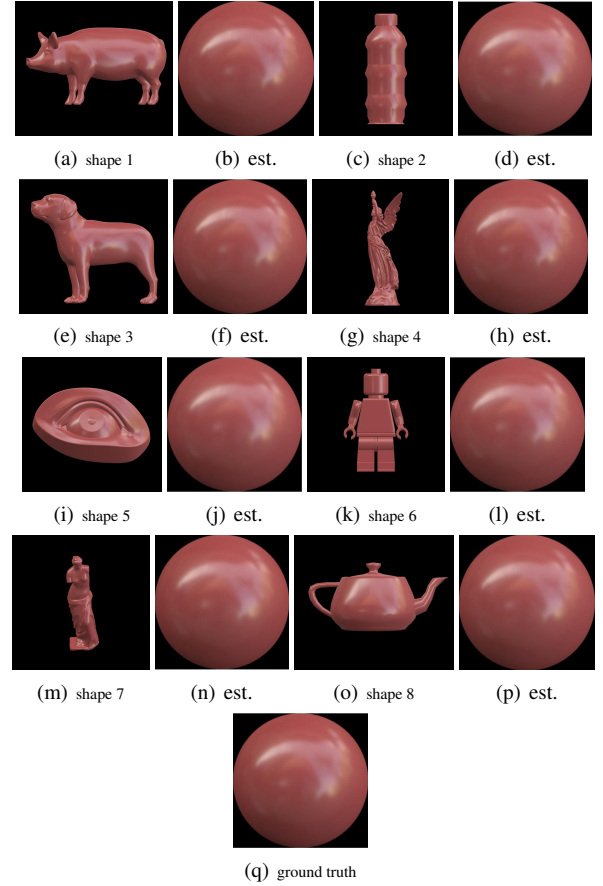 (a) shape 1 (b) est. (c) shape 2 (d) est.
(e) shape 3 (f) est. (g) shape 4 (h) est.
(i) shape 5 (j) est. (k) shape 6 (l) est.
(m) shape 7 (n) est. (o) shape 8 (p) est.
(q) ground truth